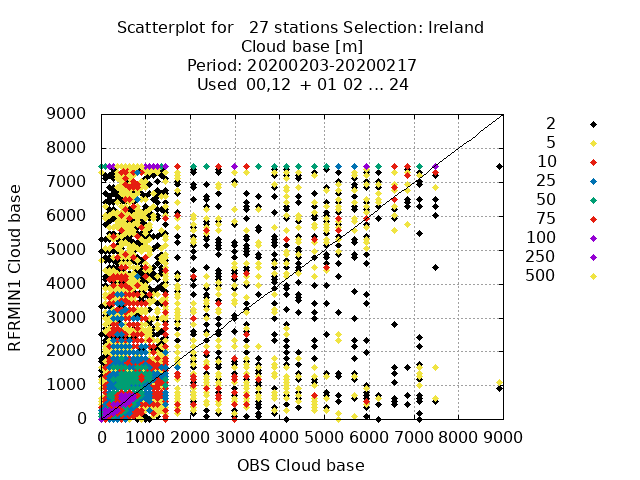 Scatterplot for   27 stations Selection: Ireland
Cloud base [m]
Period: 20200203-20200217
Used  00,12  + 01 02 ... 24
9000
8000
7000
6000
5000
4000
3000
2000
1000
0
RFRMIN1 Cloud base
0 1000 2000 3000 4000 5000 6000 7000 8000 9000
OBS Cloud base
2
5
10
25
50
75
100
250
500